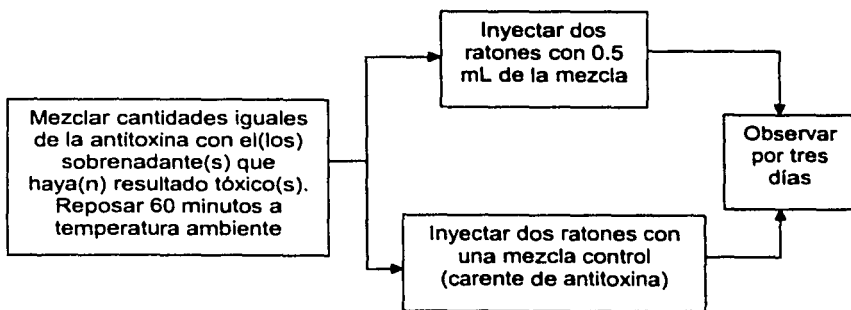 Mezclar cantidades iguales
de la antitoxina con el(los)
sobrenadante(s) que
haya(n) resultado tóxico(s).
Reposar 60 minutos a
temperatura ambiente
Inyectar dos
ratones con 0.5
mL de la mezcla
Inyectar dos ratones con
una mezcla control
(carente de antitoxina)
Observar
por tres
días